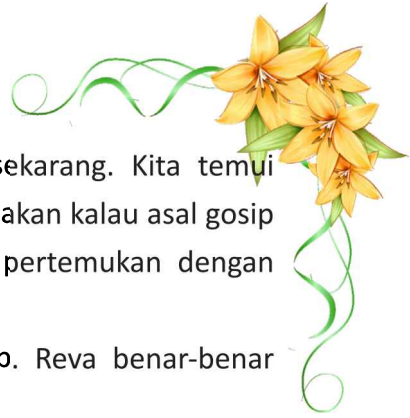 sekarang. Kita temui
akan kalau asal gosip
pertemukan dengan
Reva benar-benar